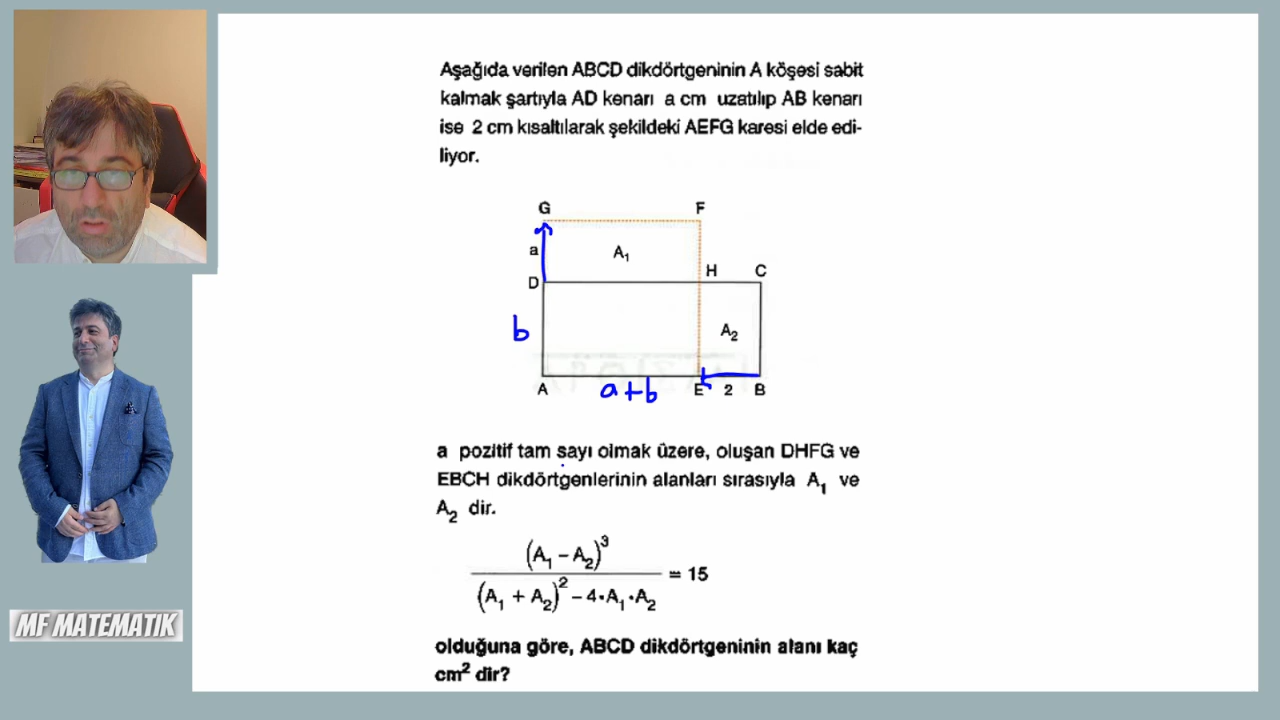 Aşağıda verilen ABCD dikdörtgeninin A köşesi sabit
kalmak şartıyla AD kenarı a cm uzatılıp AB kenarı
ise 2 cm kısaltılarak şekildeki AEFG karesi elde edi-
liyor.
G F
a A₁
D H C
b A₂
A a+b E 2 B
a pozitif tam sayı olmak üzere, oluşan DHFG ve
EBCH dikdörtgenlerinin alanları sırasıyla A₁ ve
A₂ dir.
(A₁ – A₂)³
= 15
(A₁ + A₂)² – 4•A₁•A₂
olduğuna göre, ABCD dikdörtgeninin alanı kaç
cm² dir?
MF MATEMATIK